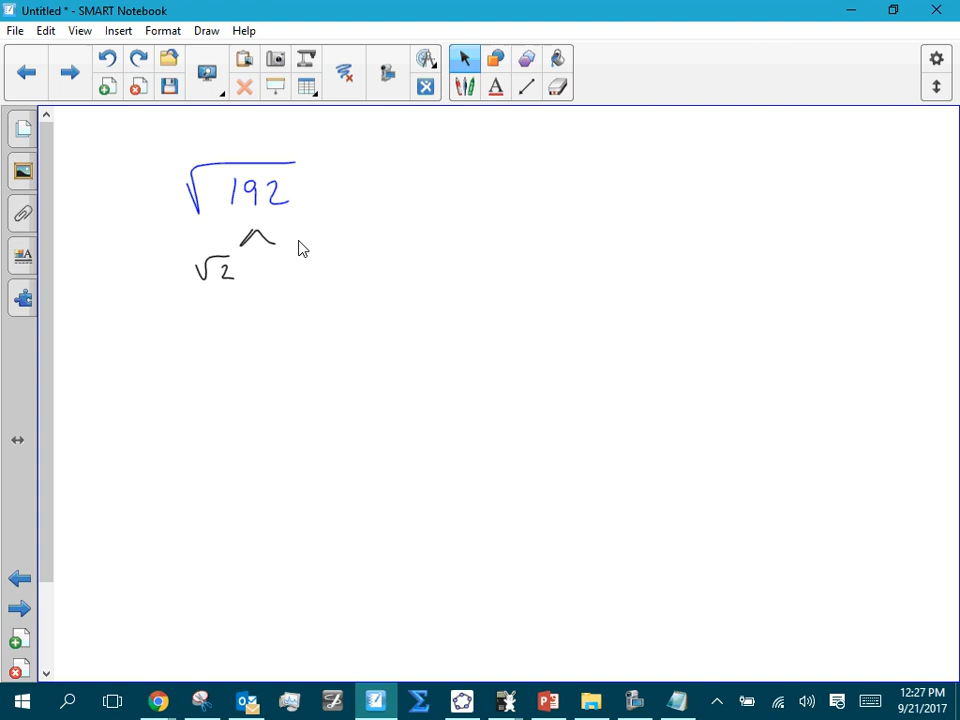 Untitled * - SMART Notebook
File Edit View Insert Format Draw Help
√192
√2
12:27 PM
9/21/2017